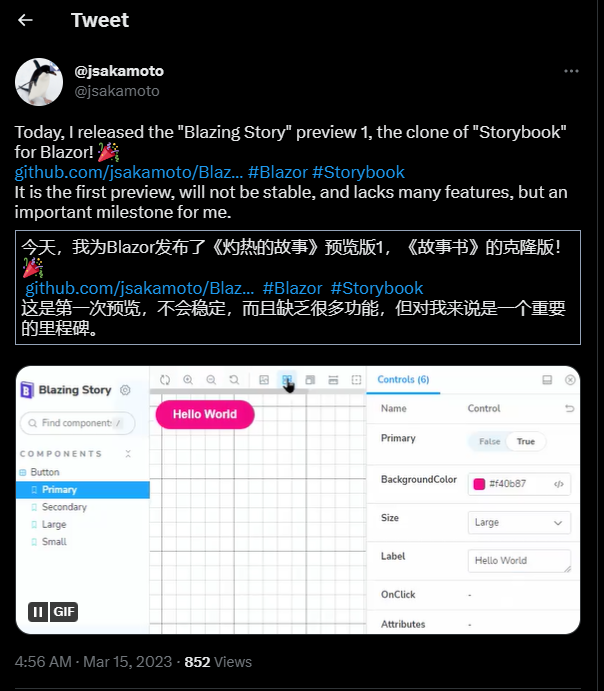 Tweet
@jsakamoto
@jsakamoto
Today, I released the "Blazing Story" preview 1, the clone of "Storybook"
for Blazor! 🎉
github.com/jsakamoto/Blaz... #Blazor #Storybook
It is the first preview, will not be stable, and lacks many features, but an
important milestone for me.
今天，我为Blazor发布了《灼热的故事》预览版1，《故事书》的克隆版！
🎉
github.com/jsakamoto/Blaz... #Blazor #Storybook
这是第一次预览，不会稳定，而且缺乏很多功能，但对我来说是一个重要
的里程碑。
Blazing Story
Find components /
COMPONENTS
Button
Primary
Secondary
Large
Small
Hello World
Controls (6)
Name Control
Primary False True
BackgroundColor #f40b87
Size Large
Label Hello World
OnClick -
Attributes -
GIF
4:56 AM · Mar 15, 2023 · 852 Views